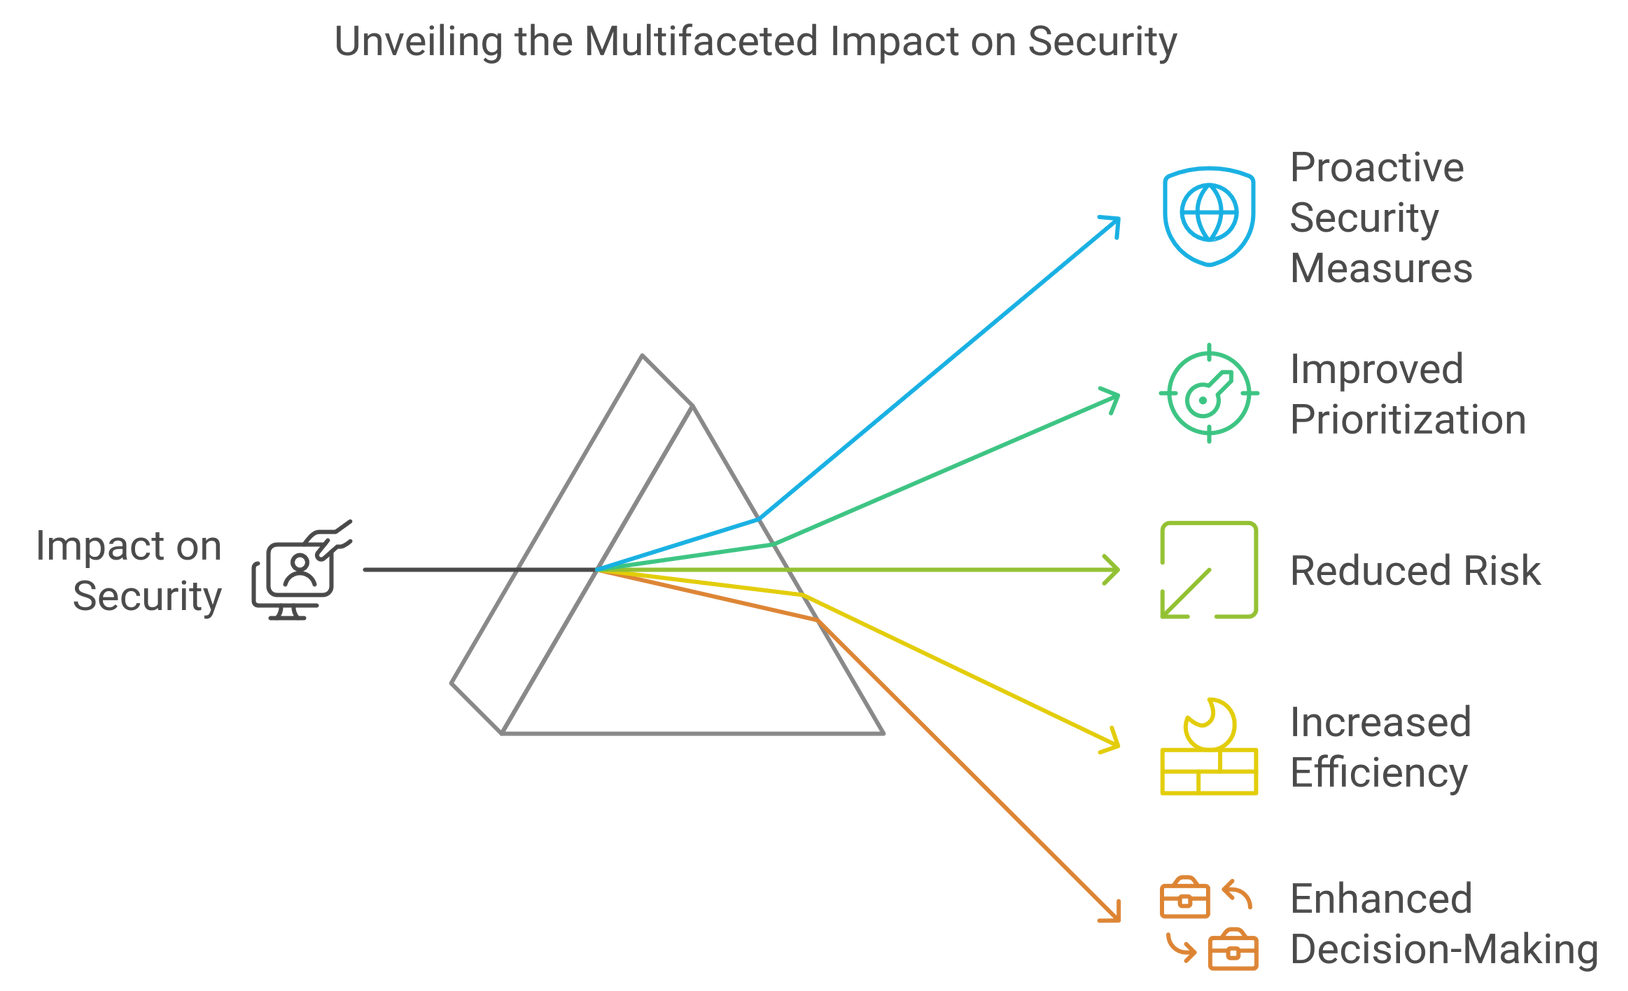 Unveiling the Multifaceted Impact on Security
Impact on
Security
Proactive
Security
Measures
Improved
Prioritization
Reduced Risk
Increased
Efficiency
Enhanced
Decision-Making